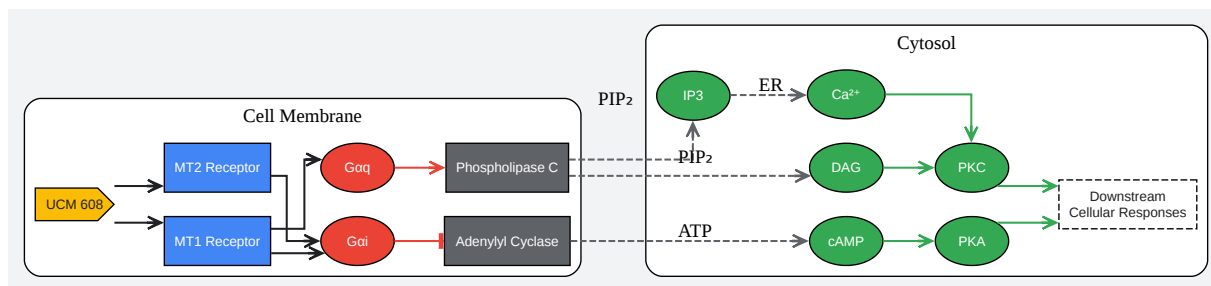 Cell Membrane
UCM 608
MT2 Receptor
MT1 Receptor
Gαq
Gαi
Phospholipase C
Adenylyl Cyclase
PIP₂
PIP₂
ATP
Cytosol
IP3
ER
Ca²⁺
DAG
PKC
cAMP
PKA
Downstream
Cellular Responses